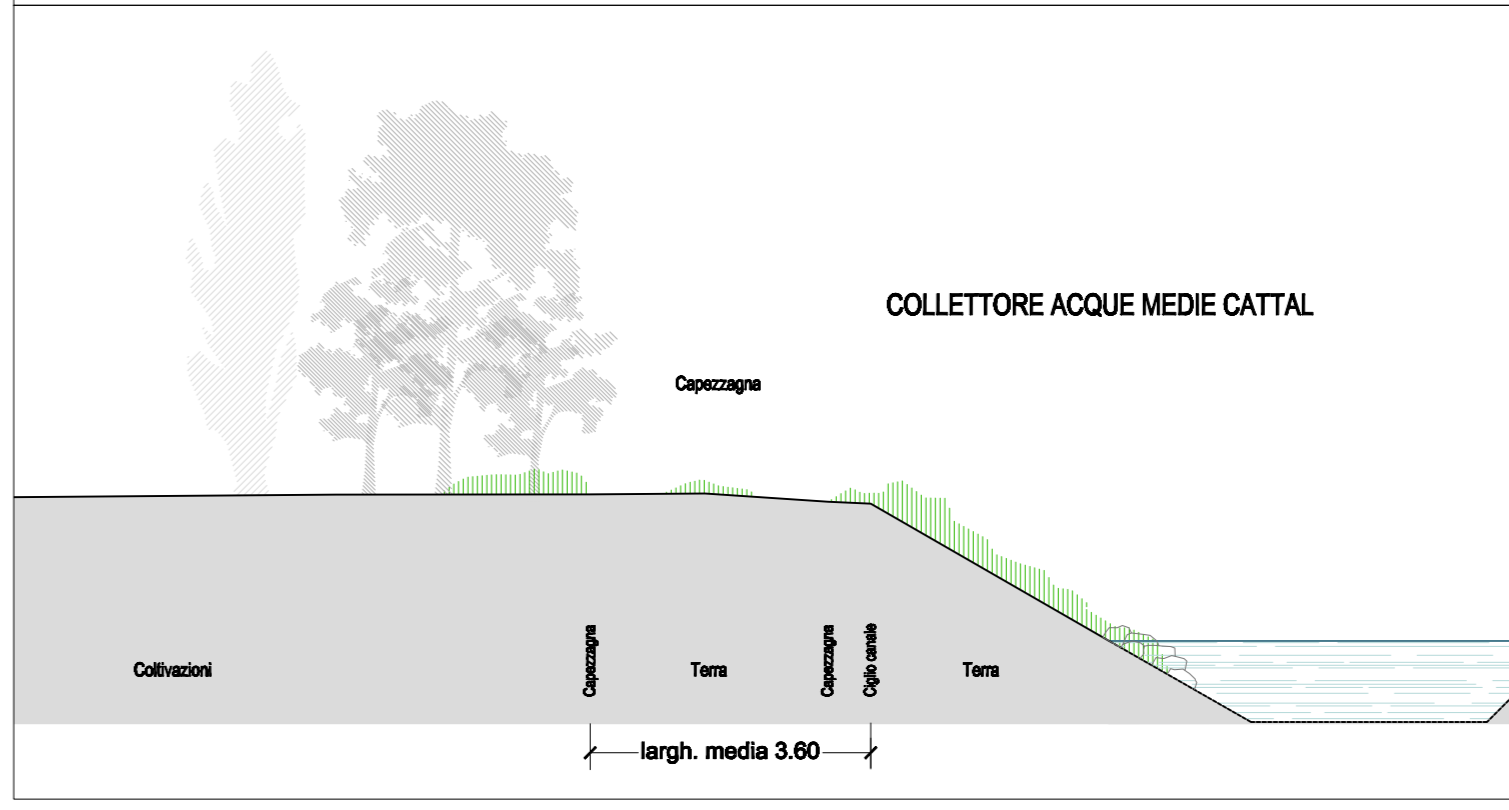 COLLETTORE ACQUE MEDIE CATTAL
Capezzagna
Coltivazioni
Capezzagna
Terra
Capezzagna
Ciglio canale
Terra
largh. media 3.60